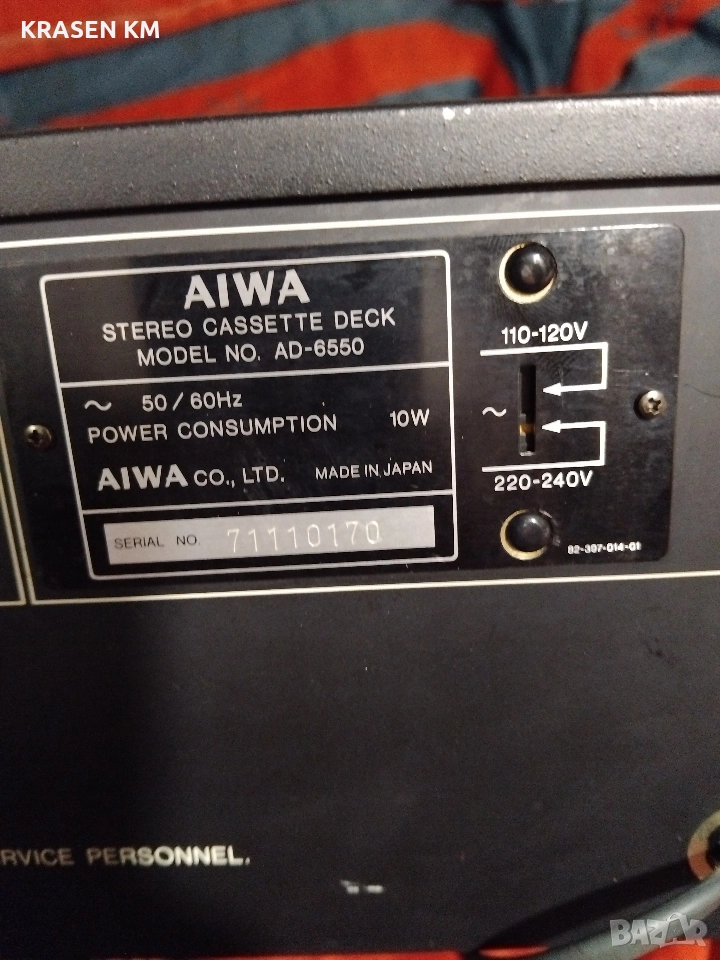 KRASEN KM
AIWA
STEREO CASSETTE DECK
MODEL NO. AD-6550
~ 50 / 60Hz
POWER CONSUMPTION 10W
AIWA CO., LTD. MADE IN JAPAN
SERIAL NO. 71110170
110-120V
~
220-240V
82-397-014-01
RVICE PERSONNEL.
BAZAR